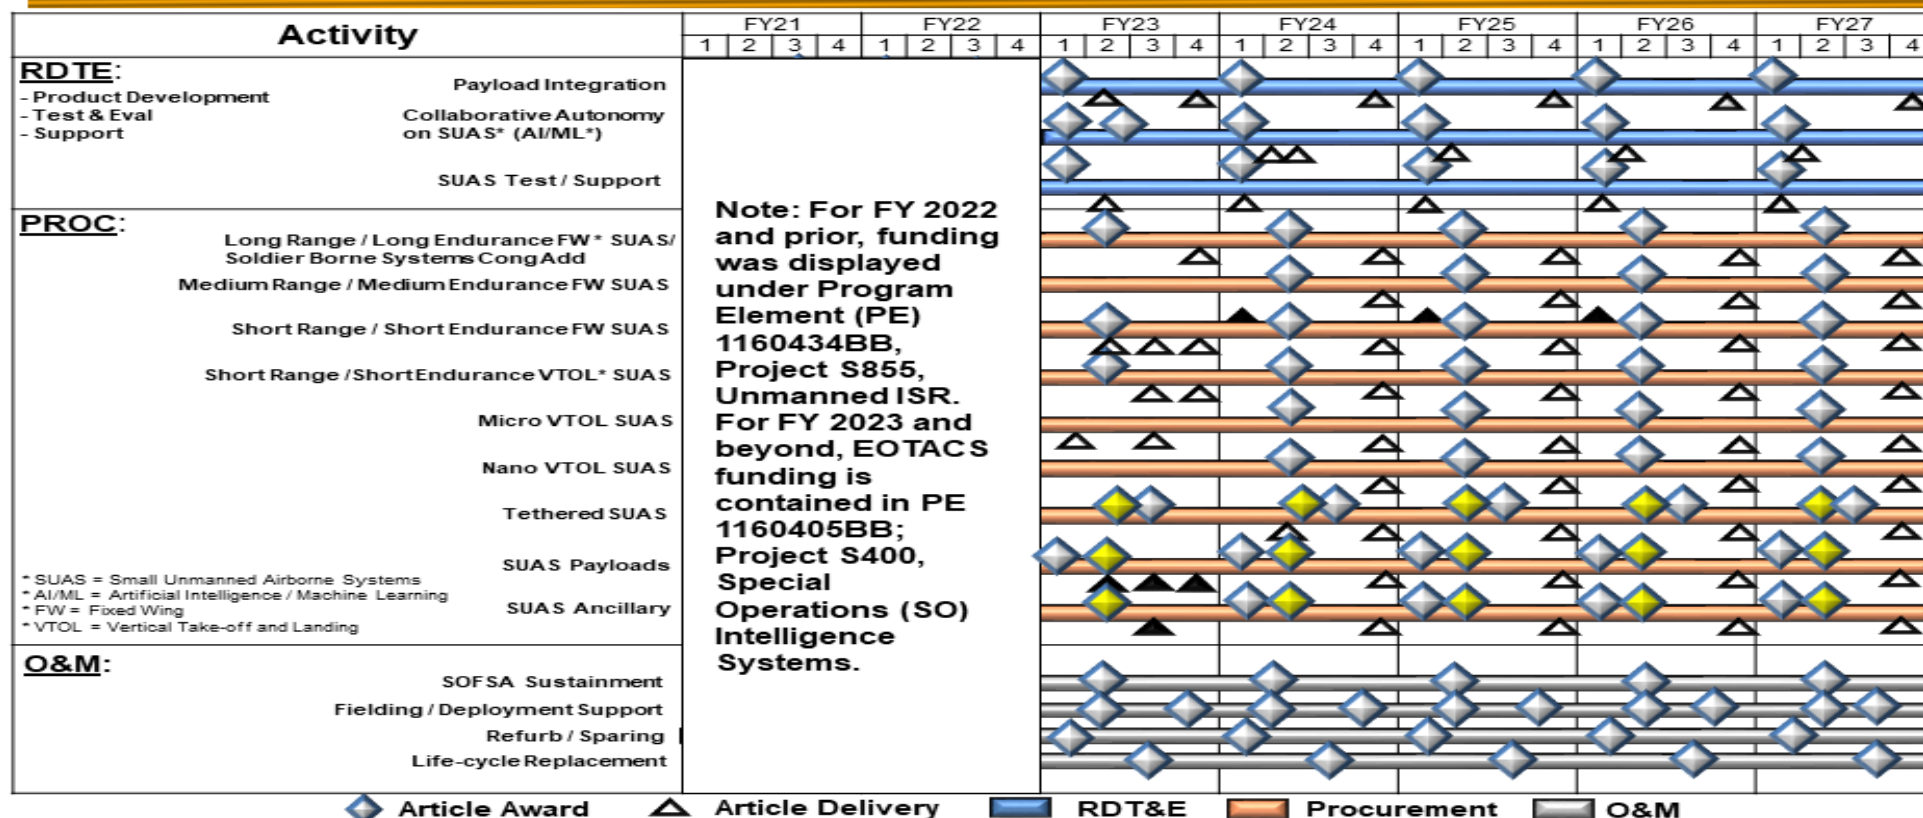 Activity
FY21 FY22 FY23 FY24 FY25 FY26 FY27
1 2 3 4 1 2 3 4 1 2 3 4 1 2 3 4 1 2 3 4 1 2 3 4 1 2 3 4
RDTE:
- Product Development
- Test & Eval
- Support
Payload Integration
Collaborative Autonomy
on SUAS* (AI/ML*)
SUAS Test / Support
PROC:
Long Range / Long Endurance FW* SUAS/
Soldier Borne Systems Cong Add
Medium Range / Medium Endurance FW SUAS
Short Range / Short Endurance FW SUAS
Short Range / Short Endurance VTOL* SUAS
Micro VTOL SUAS
Nano VTOL SUAS
Tethered SUAS
SUAS Payloads
SUAS Ancillary
* SUAS = Small Unmanned Airborne Systems
* AI/ML = Artificial Intelligence / Machine Learning
* FW = Fixed Wing
* VTOL = Vertical Take-off and Landing
O&M:
SOFSA Sustainment
Fielding / Deployment Support
Refurb / Sparing
Life-cycle Replacement
Note: For FY 2022
and prior, funding
was displayed
under Program
Element (PE)
1160434BB,
Project S855,
Unmanned ISR.
For FY 2023 and
beyond, EOTACS
funding is
contained in PE
1160405BB;
Project S400,
Special
Operations (SO)
Intelligence
Systems.
Article Award Article Delivery RDT&E Procurement O&M